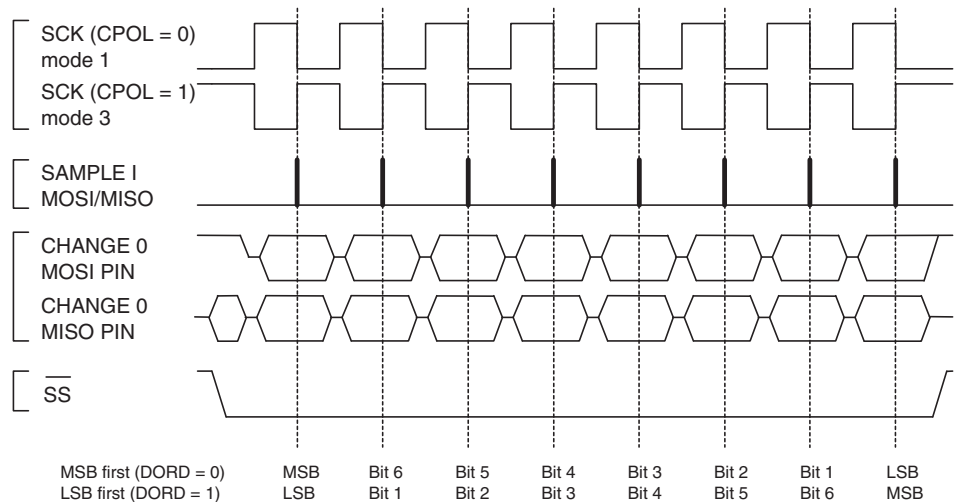 SCK (CPOL = 0)
mode 1
SCK (CPOL = 1)
mode 3
SAMPLE I
MOSI/MISO
CHANGE 0
MOSI PIN
CHANGE 0
MISO PIN
SS
MSB first (DORD = 0) MSB Bit 6 Bit 5 Bit 4 Bit 3 Bit 2 Bit 1 LSB
LSB first (DORD = 1) LSB Bit 1 Bit 2 Bit 3 Bit 4 Bit 5 Bit 6 MSB